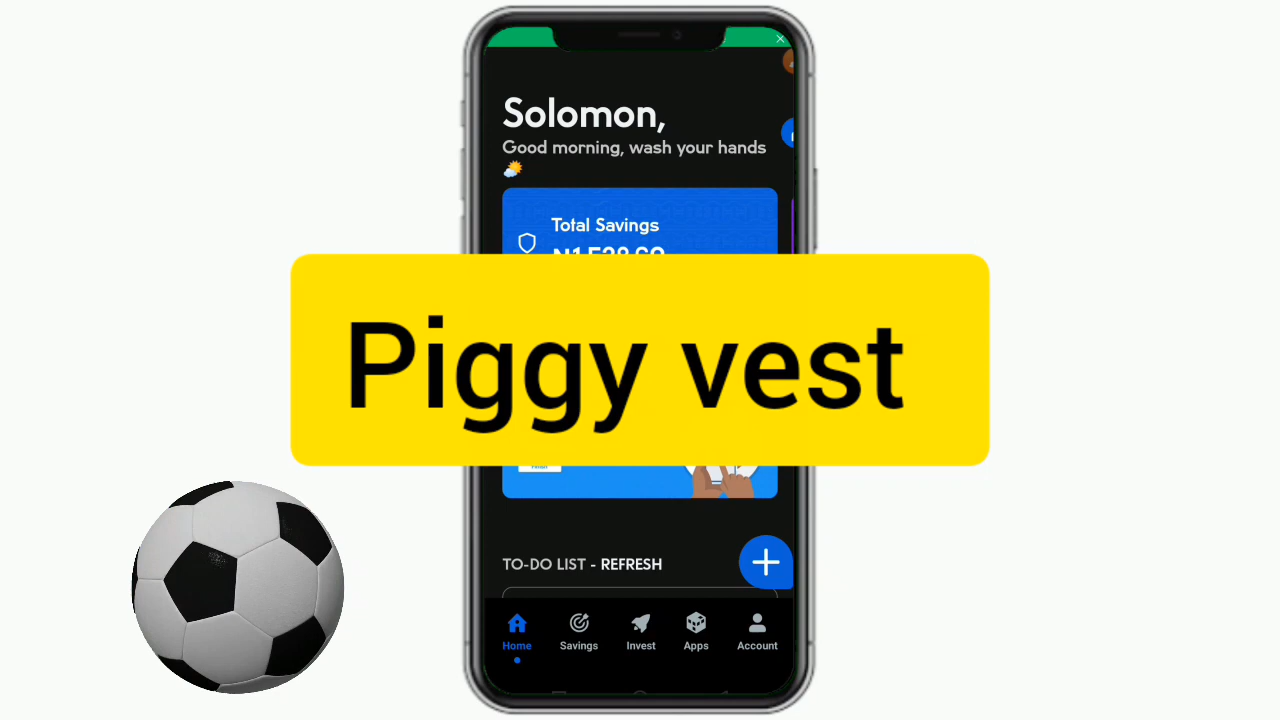 Solomon,
Good morning, wash your hands
Total Savings
Piggy vest
TO-DO LIST - REFRESH
Home
Savings
Invest
Apps
Account